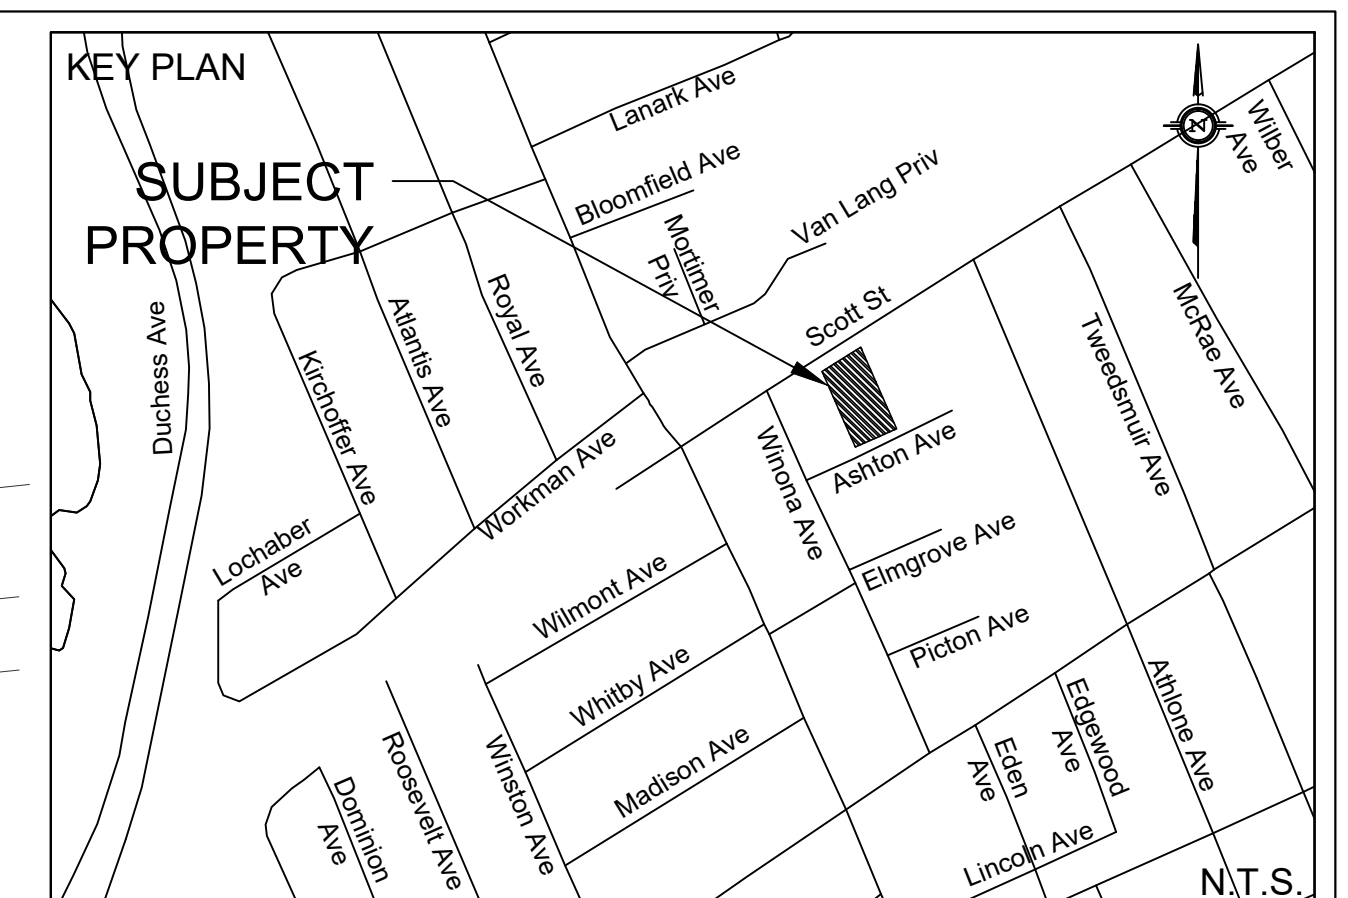 KEY PLAN
Lanark Ave
Wilber
Ave
N
SUBJECT
PROPERTY
Bloomfield Ave
Van Lang Priv
Mortimer
Priv
Scott St
Duchess Ave
Kirchoffer Ave
Atlantis Ave
Royal Ave
Tweedsmuir Ave
McRae Ave
Workman Ave
Winona Ave
Ashton Ave
Lochaber
Ave
Wilmont Ave
Elmgrove Ave
Whitby Ave
Picton Ave
Madison Ave
Roosevelt Ave
Winston Ave
Dominion
Ave
Eden
Ave
Edgewood
Ave
Athlone Ave
Lincoln Ave
N.T.S.